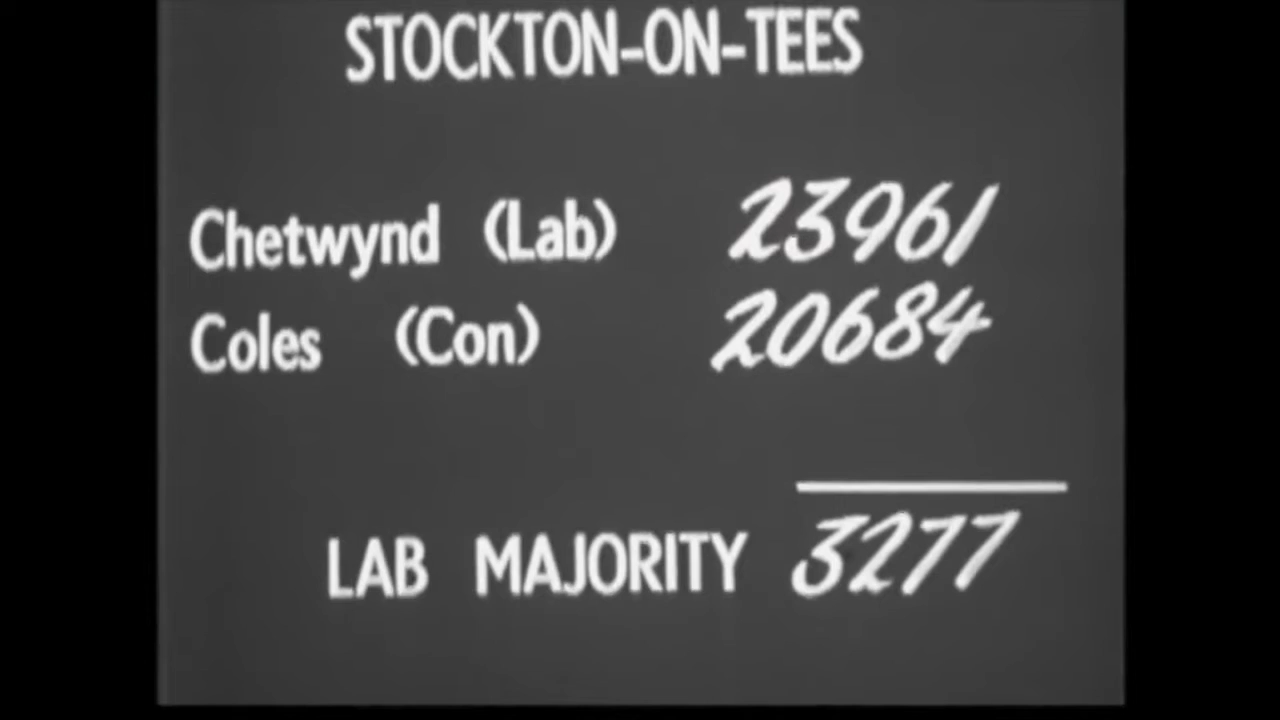 STOCKTON-ON-TEES
Chetwynd (Lab) 23961
Coles (Con) 20684
LAB MAJORITY 3277